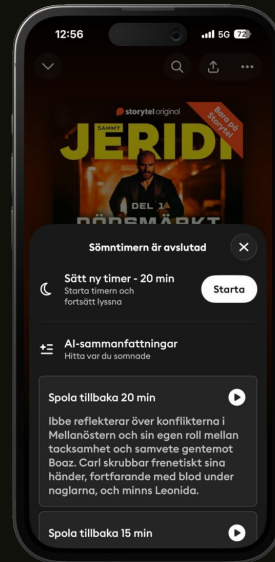 12:56
5G 72
storytel original
Bara på
Storytel
SAMMY
JERIDI
DEL 1
DÖDSMÄRKT
Sömntimern är avslutad
Sätt ny timer - 20 min
Starta timern och
fortsätt lyssna
Starta
AI-sammanfattningar
Hitta var du somnade
Spola tillbaka 20 min
Ibbe reflekterar över konflikterna i
Mellanöstern och sin egen roll mellan
tacksamhet och samvete gentemot
Boaz. Carl skrubbar frenetiskt sina
händer, fortfarande med blod under
naglarna, och minns Leonida.
Spola tillbaka 15 min